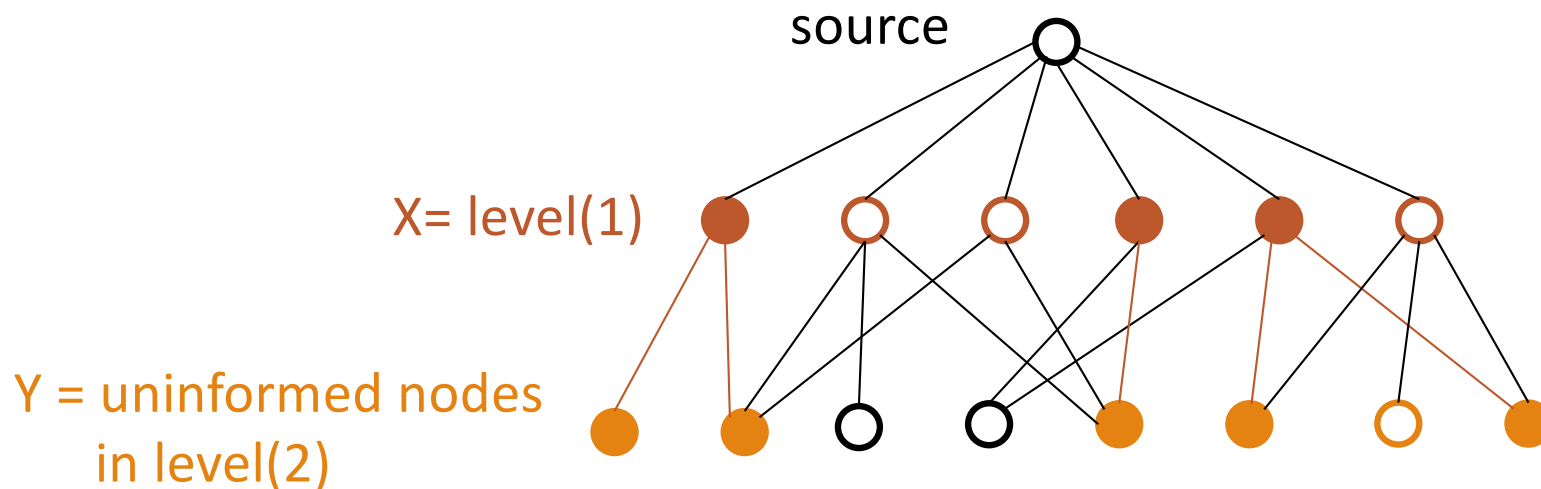 source
X= level(1)
Y = uninformed nodes
in level(2)